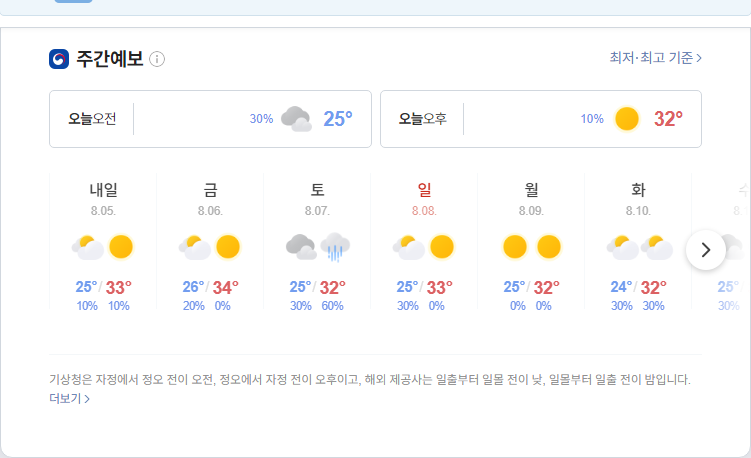 주간예보
최저·최고 기준
오늘오전 30% 25°
오늘오후 10% 32°
내일 금 토 일 월 화 수
8.05. 8.06. 8.07. 8.08. 8.09. 8.10. 8.
25°/33° 26°/34° 25°/32° 25°/33° 25°/32° 24°/32° 25°
10% 10% 20% 0% 30% 60% 30% 0% 0% 0% 30% 30% 30%
기상청은 자정에서 정오 전이 오전, 정오에서 자정 전이 오후이고, 해외 제공사는 일출부터 일몰 전이 낮, 일몰부터 일출 전이 밤입니다.
더보기